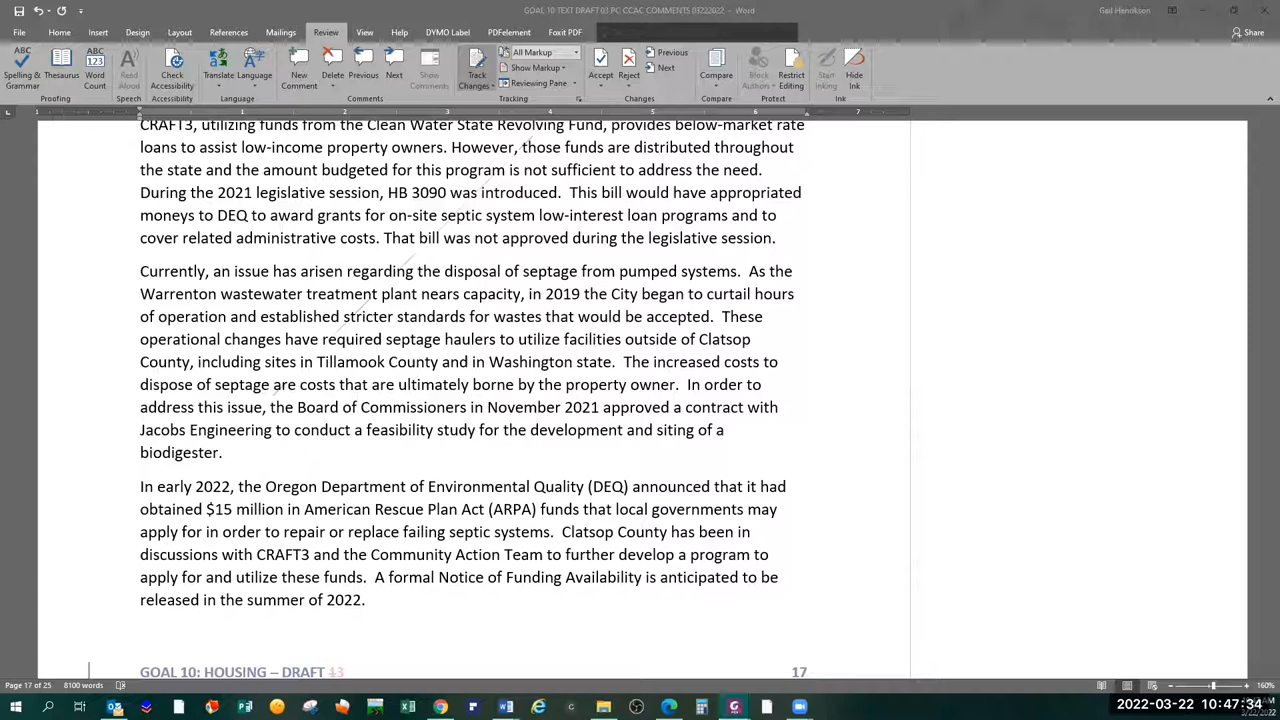 GOAL 10 TEXT DRAFT 03 PC CCAC COMMENTS 03222022 - Word
Gail Henrikson
File Home Insert Draw Design Layout References Mailings Review View Help DYMO Label PDFelement Foxit PDF
Share
Spelling & Grammar
Thesaurus
Word Count
Proofing
Read Aloud
Speech
Check Accessibility
Accessibility
Translate
Language
Language
New Comment
Delete
Previous
Next
Show Comments
Comments
Track Changes
All Markup
Show Markup
Reviewing Pane
Tracking
Accept
Reject
Previous
Next
Changes
Compare
Compare
Block Authors
Restrict Editing
Protect
Start Inking
Hide Ink
Ink
CRAFT3, utilizing funds from the Clean Water State Revolving Fund, provides below-market rate
loans to assist low-income property owners. However, those funds are distributed throughout
the state and the amount budgeted for this program is not sufficient to address the need.
During the 2021 legislative session, HB 3090 was introduced.  This bill would have appropriated
moneys to DEQ to award grants for on-site septic system low-interest loan programs and to
cover related administrative costs. That bill was not approved during the legislative session.
Currently, an issue has arisen regarding the disposal of septage from pumped systems.  As the
Warrenton wastewater treatment plant nears capacity, in 2019 the City began to curtail hours
of operation and established stricter standards for wastes that would be accepted.  These
operational changes have required septage haulers to utilize facilities outside of Clatsop
County, including sites in Tillamook County and in Washington state.  The increased costs to
dispose of septage are costs that are ultimately borne by the property owner.  In order to
address this issue, the Board of Commissioners in November 2021 approved a contract with
Jacobs Engineering to conduct a feasibility study for the development and siting of a
biodigester.
In early 2022, the Oregon Department of Environmental Quality (DEQ) announced that it had
obtained $15 million in American Rescue Plan Act (ARPA) funds that local governments may
apply for in order to repair or replace failing septic systems.  Clatsop County has been in
discussions with CRAFT3 and the Community Action Team to further develop a program to
apply for and utilize these funds.  A formal Notice of Funding Availability is anticipated to be
released in the summer of 2022.
GOAL 10: HOUSING – DRAFT 13 17
Page 17 of 25 8100 words
160%
2022-03-22 10:47:34